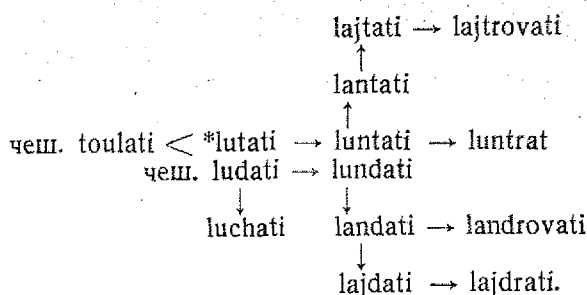 lajtati → lajtrovati
↑
lantati
↑
чеш. toulati < *lutati → luntati → luntrat
чеш. ludati → lundati
↓ ↓
luchati landati → landrovati
↓
lajdati → lajdrati.